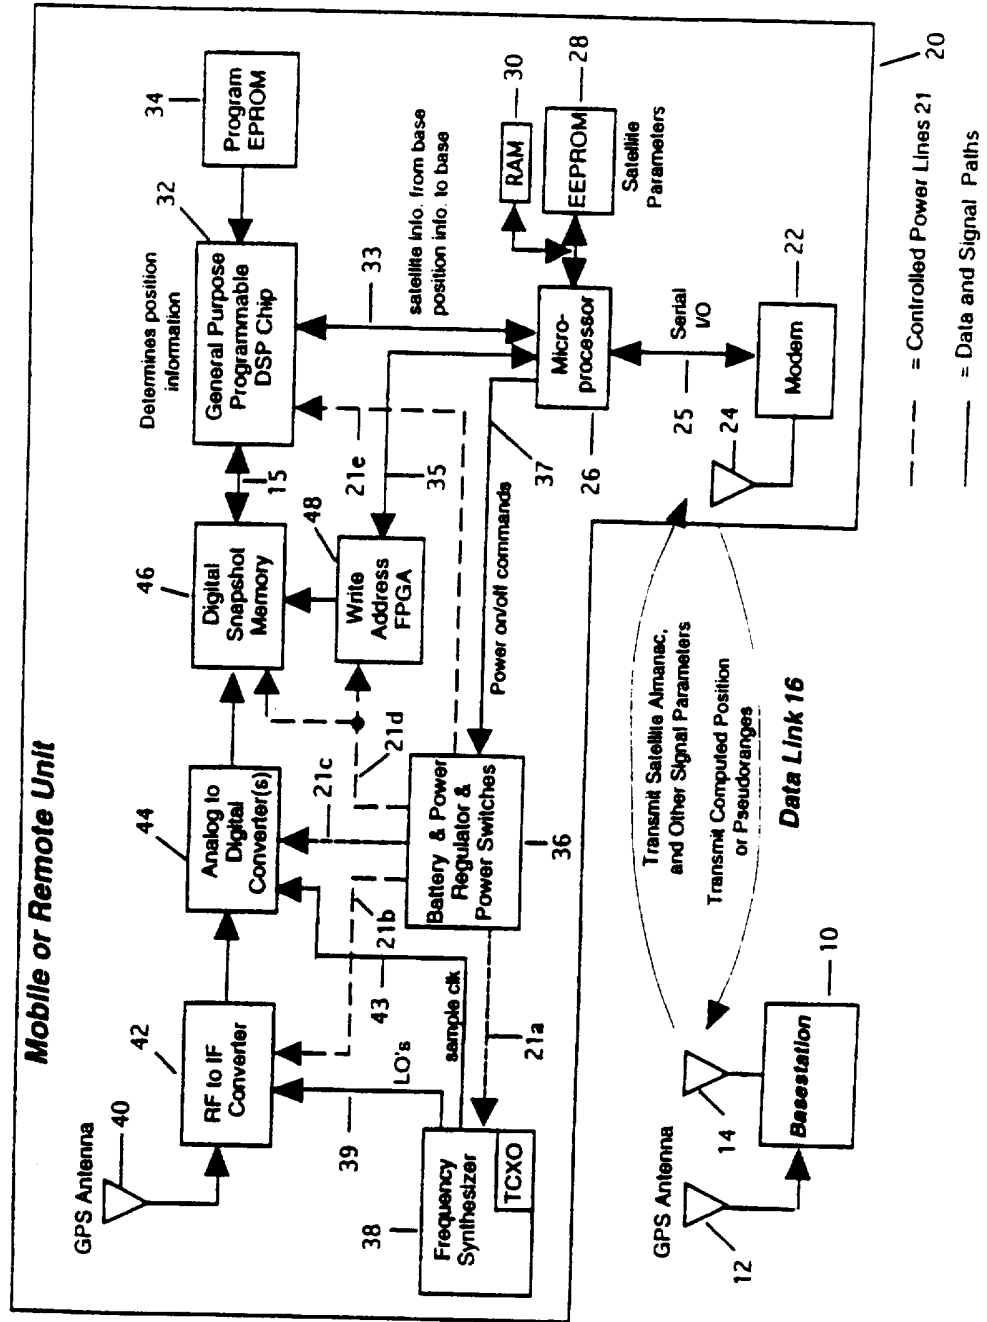 Mobile or Remote Unit
GPS Antenna
40
42
RF to IF
Converter
44
Analog to
Digital
Converter(s)
46
Digital
Snapshot
Memory
15
Determines position
information
32
General Purpose
Programmable
DSP Chip
34
Program
EPROM
39
LO's
43
21b
21c
21d
48
Write
Address
FPGA
21e
35
33
satellite info. from base
position info. to base
38
Frequency
Synthesizer
TCXO
sample clk
21a
Battery & Power
Regulator &
Power Switches
36
Power on/off commands
37
Micro-
processor
26
RAM
30
EEPROM
28
Satellite
Parameters
25
Serial
I/O
24
Modem
22
20
GPS Antenna
12
14
Basestation
10
Transmit Satellite Almanac,
and Other Signal Parameters
Transmit Computed Position
or Pseudoranges
Data Link 16
= Controlled Power Lines 21
= Data and Signal Paths